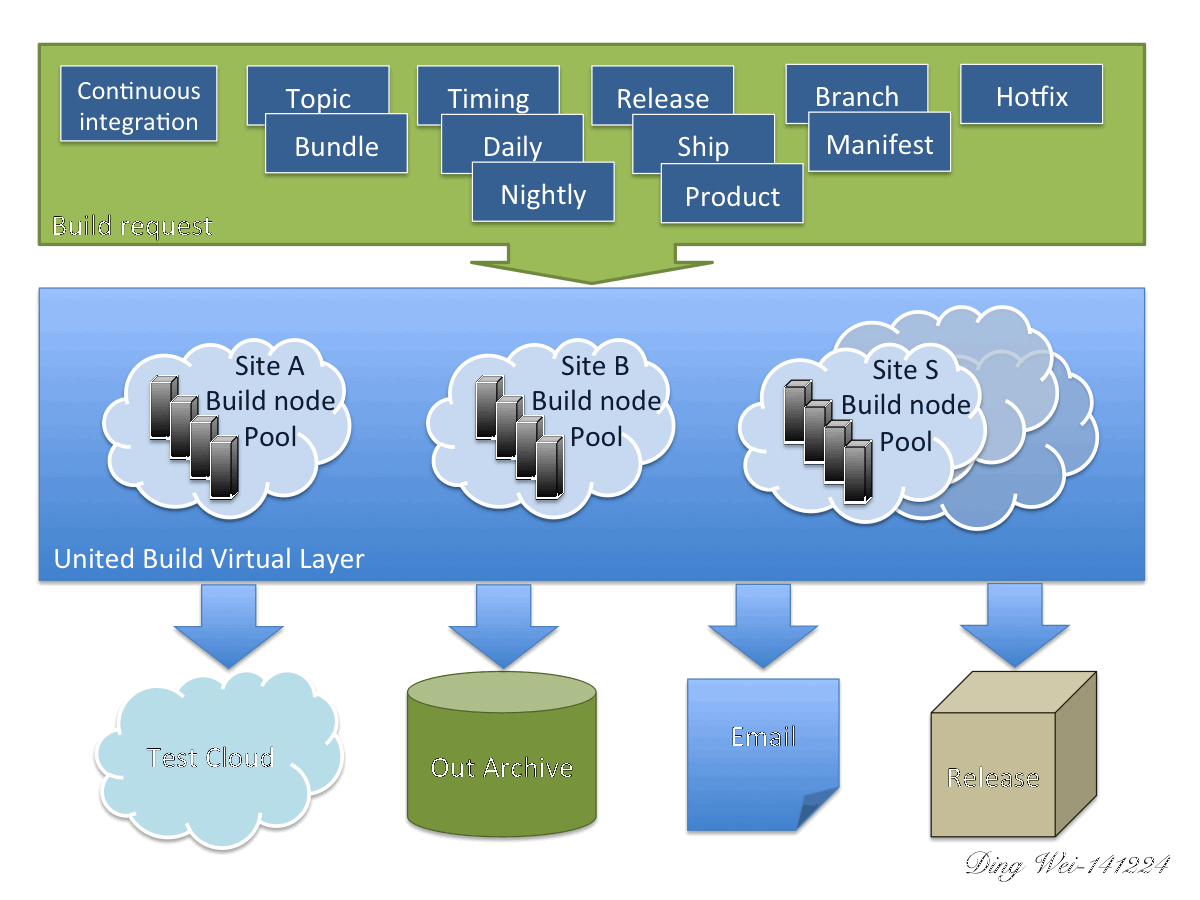 Continuous
integration
Topic
Bundle
Timing
Daily
Nightly
Release
Ship
Product
Branch
Manifest
Hotfix
Build request
Site A
Build node
Pool
Site B
Build node
Pool
Site S
Build node
Pool
United Build Virtual Layer
Test Cloud
Out Archive
Email
Release
Ding Wei-141224